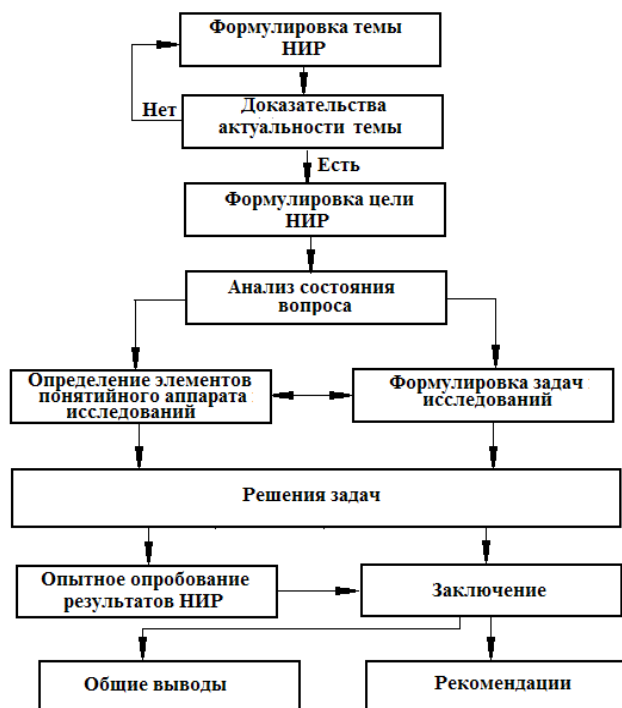 Формулировка темы
НИР
Нет
Доказательства
актуальности темы
Есть
Формулировка цели
НИР
Анализ состояния
вопроса
Определение элементов
понятийного аппарата
исследований
Формулировка задач
исследований
Решения задач
Опытное опробование
результатов НИР
Заключение
Общие выводы
Рекомендации